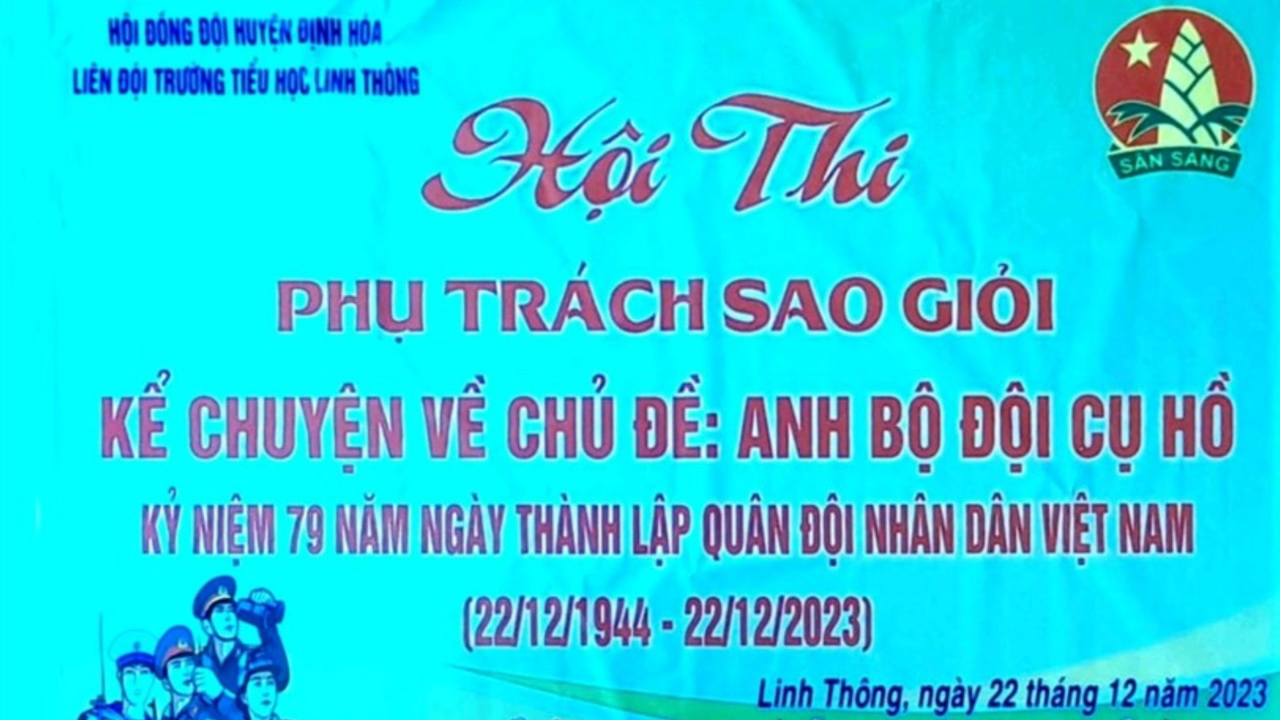 HỘI ĐỒNG ĐỘI HUYỆN ĐỊNH HÓA
LIÊN ĐỘI TRƯỜNG TIỂU HỌC LINH THÔNG
SẴN SÀNG
Hội Thi
PHỤ TRÁCH SAO GIỎI
KỂ CHUYỆN VỀ CHỦ ĐỀ: ANH BỘ ĐỘI CỤ HỒ
KỶ NIỆM 79 NĂM NGÀY THÀNH LẬP QUÂN ĐỘI NHÂN DÂN VIỆT NAM
(22/12/1944 - 22/12/2023)
Linh Thông, ngày 22 tháng 12 năm 2023